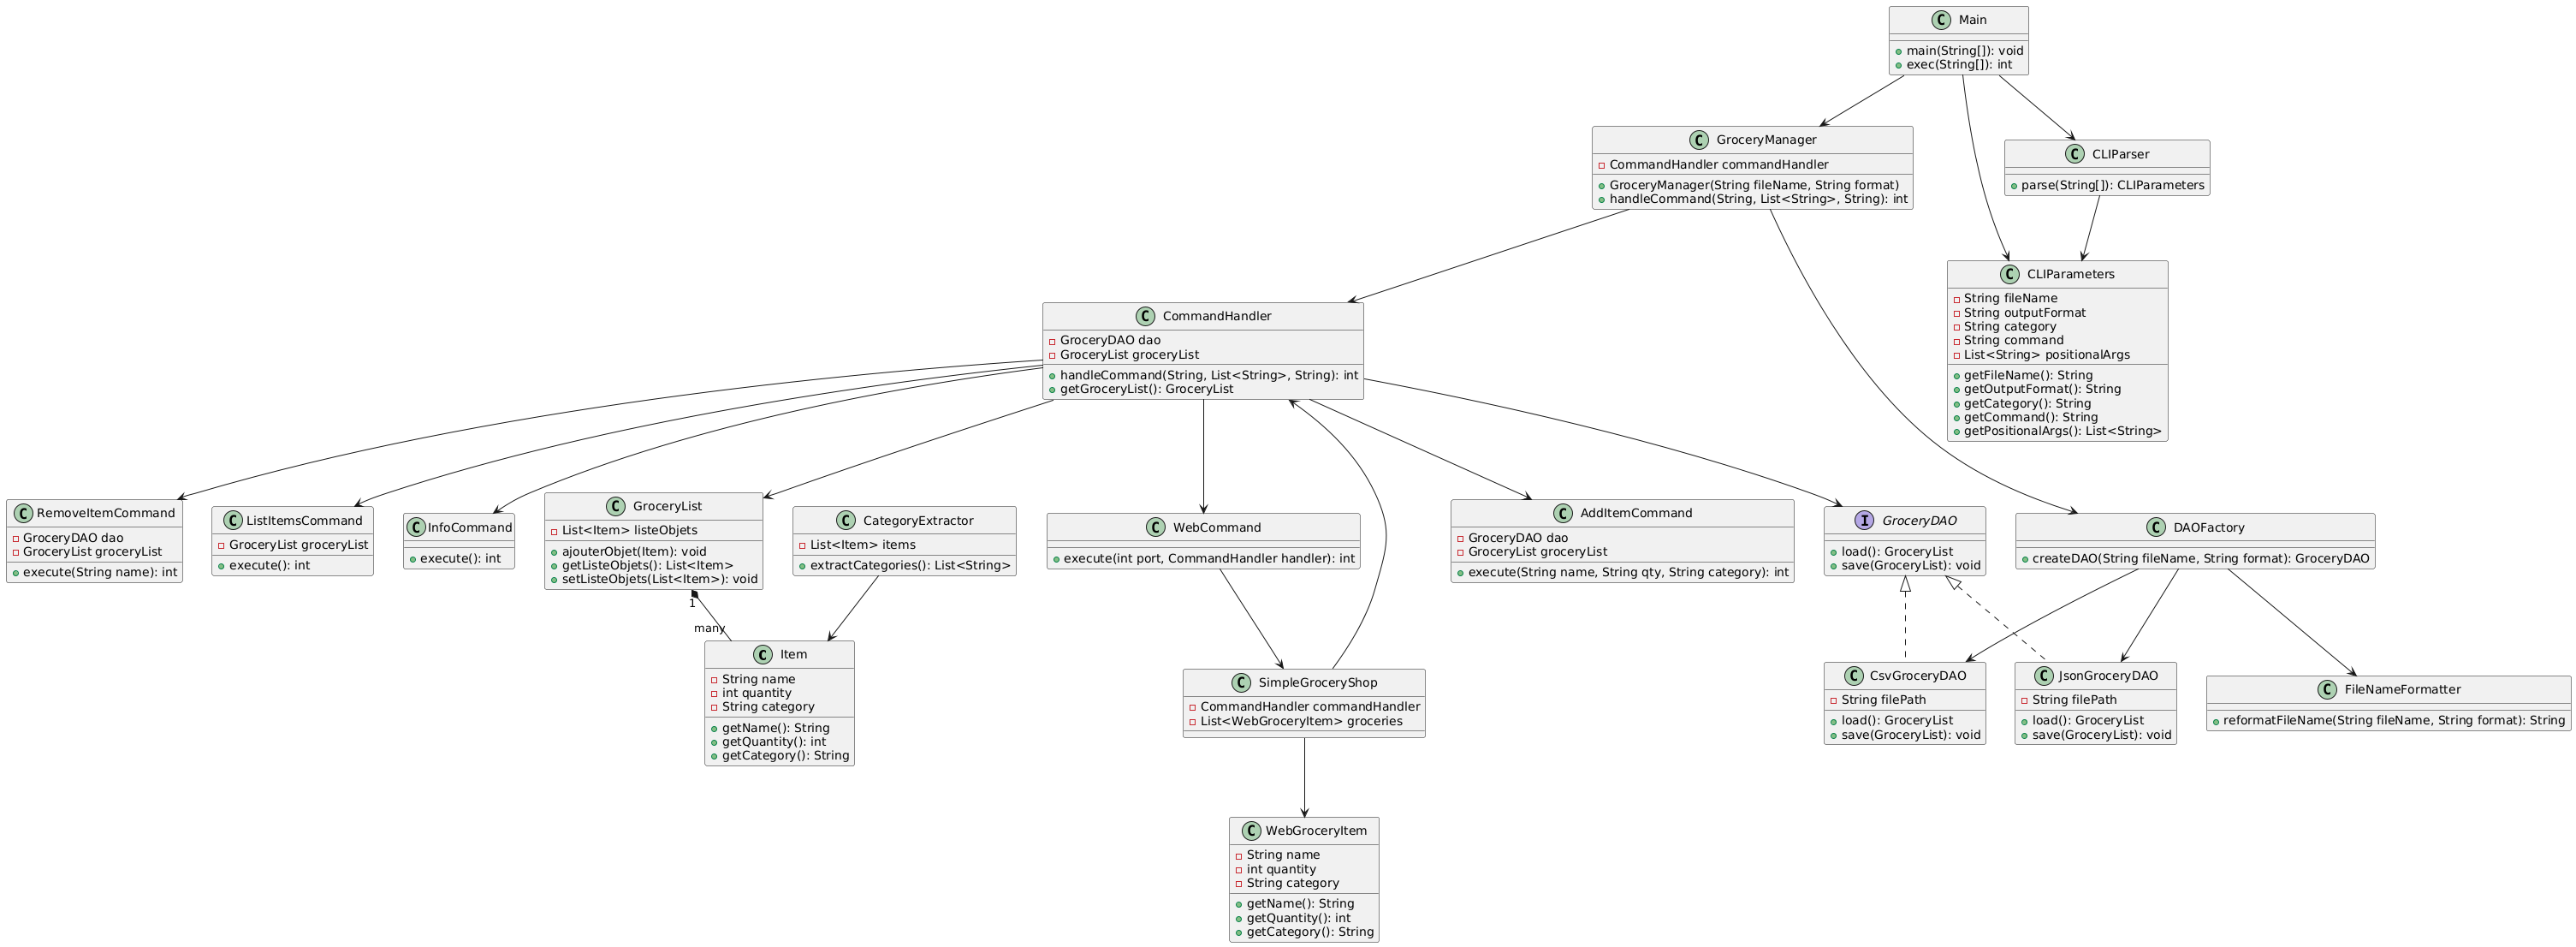 C Main
main(String[]): void
exec(String[]): int
C GroceryManager
CommandHandler commandHandler
GroceryManager(String fileName, String format)
handleCommand(String, List<String>, String): int
C CLIParser
parse(String[]): CLIParameters
C CLIParameters
String fileName
String outputFormat
String category
String command
List<String> positionalArgs
getFileName(): String
getOutputFormat(): String
getCategory(): String
getCommand(): String
getPositionalArgs(): List<String>
C CommandHandler
GroceryDAO dao
GroceryList groceryList
handleCommand(String, List<String>, String): int
getGroceryList(): GroceryList
C RemoveItemCommand
GroceryDAO dao
GroceryList groceryList
execute(String name): int
C ListItemsCommand
GroceryList groceryList
execute(): int
C InfoCommand
execute(): int
C GroceryList
List<Item> listeObjets
ajouterObjet(Item): void
getListeObjets(): List<Item>
setListeObjets(List<Item>): void
C CategoryExtractor
List<Item> items
extractCategories(): List<String>
C WebCommand
execute(int port, CommandHandler handler): int
C AddItemCommand
GroceryDAO dao
GroceryList groceryList
execute(String name, String qty, String category): int
I GroceryDAO
load(): GroceryList
save(GroceryList): void
C DAOFactory
createDAO(String fileName, String format): GroceryDAO
1
many
C Item
String name
int quantity
String category
getName(): String
getQuantity(): int
getCategory(): String
C SimpleGroceryShop
CommandHandler commandHandler
List<WebGroceryItem> groceries
C CsvGroceryDAO
String filePath
load(): GroceryList
save(GroceryList): void
C JsonGroceryDAO
String filePath
load(): GroceryList
save(GroceryList): void
C FileNameFormatter
reformatFileName(String fileName, String format): String
C WebGroceryItem
String name
int quantity
String category
getName(): String
getQuantity(): int
getCategory(): String